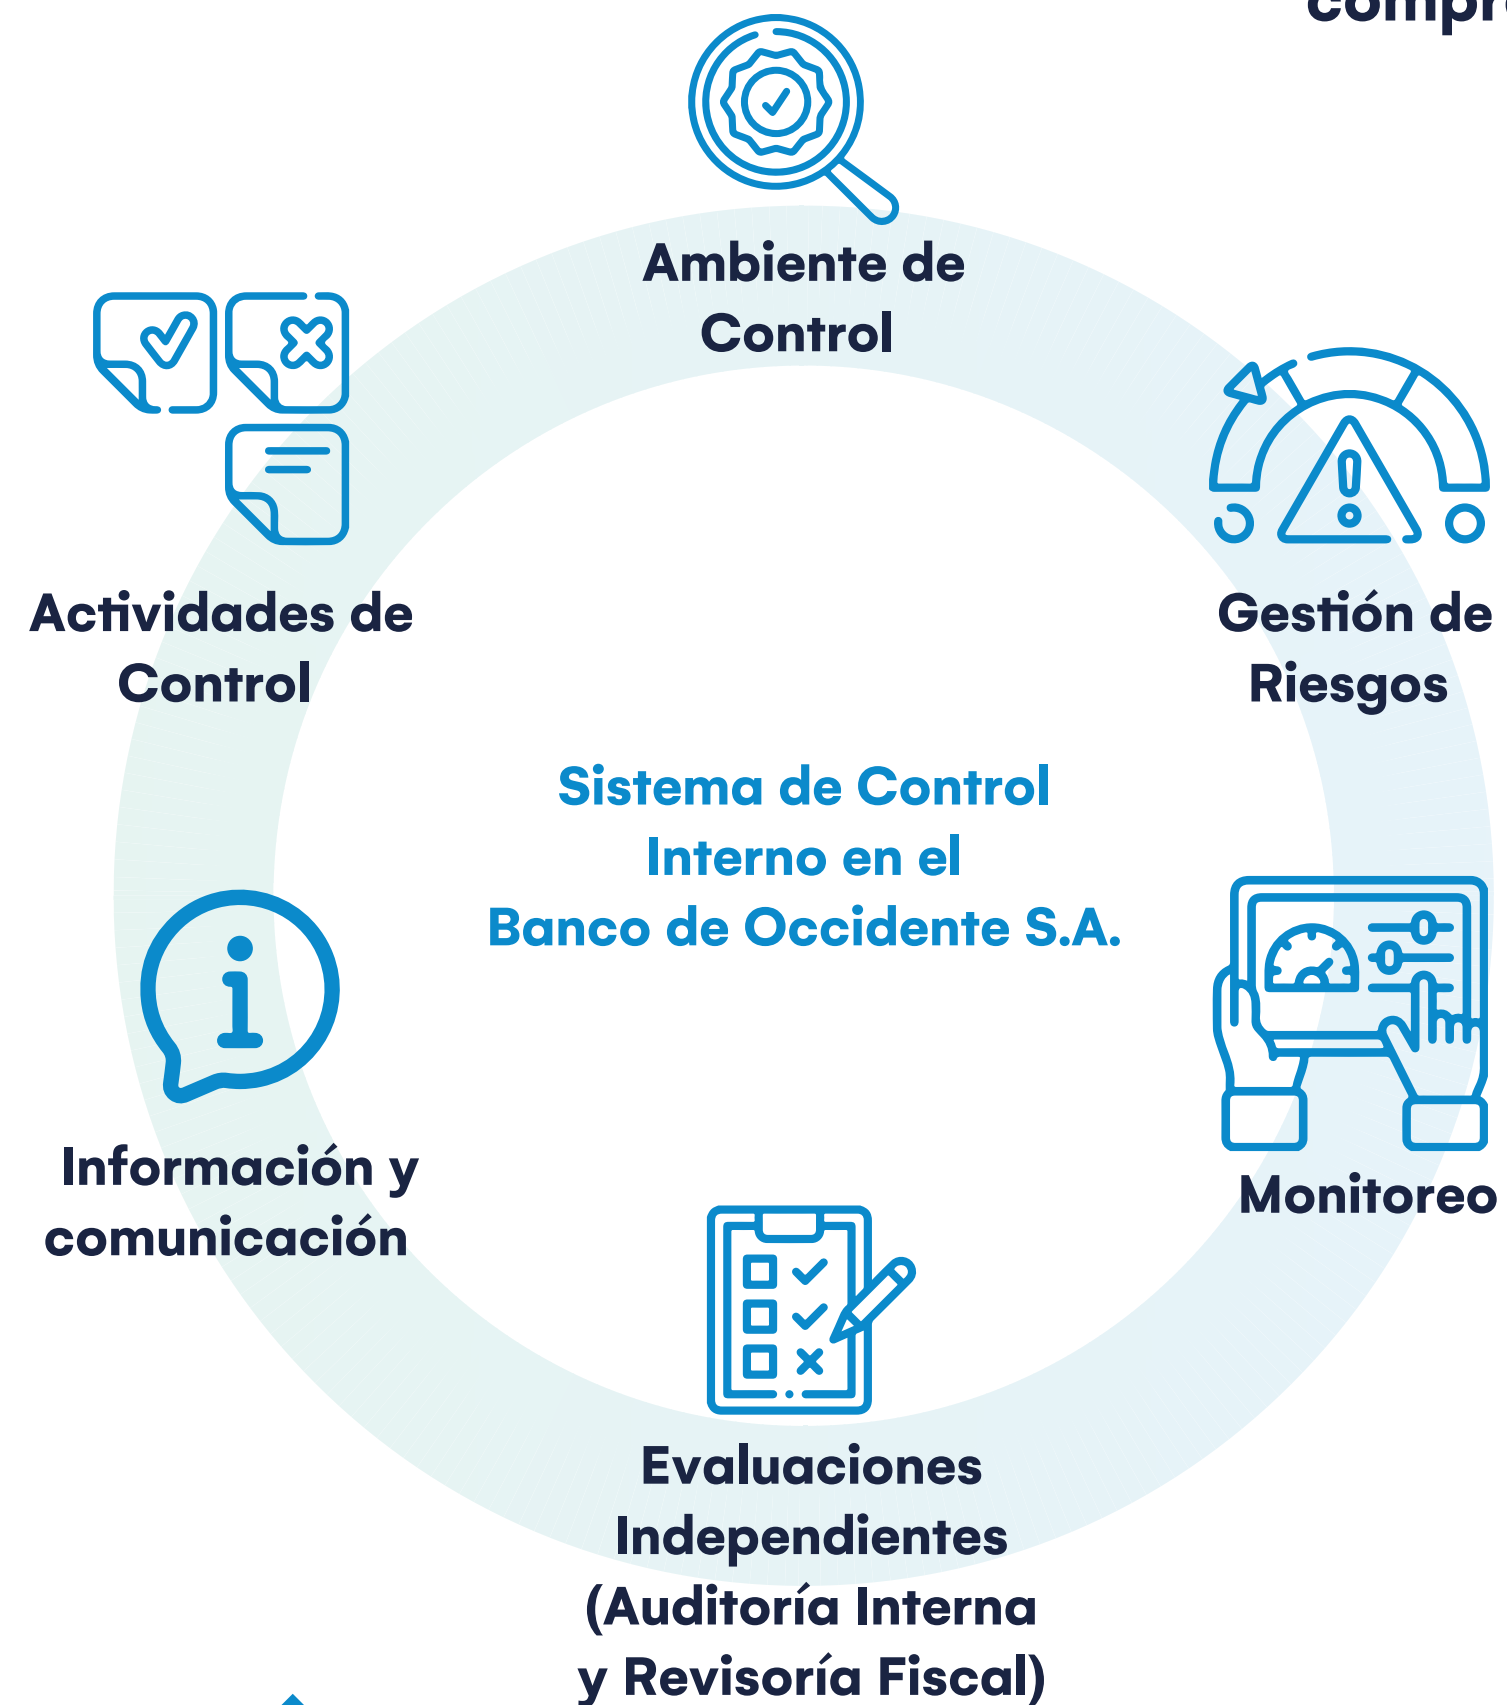 Ambiente de
Control
Actividades de
Control
Gestión de
Riesgos
Sistema de Control
Interno en el
Banco de Occidente S.A.
Información y
comunicación
Monitoreo
Evaluaciones
Independientes
(Auditoría Interna
y Revisoría Fiscal)